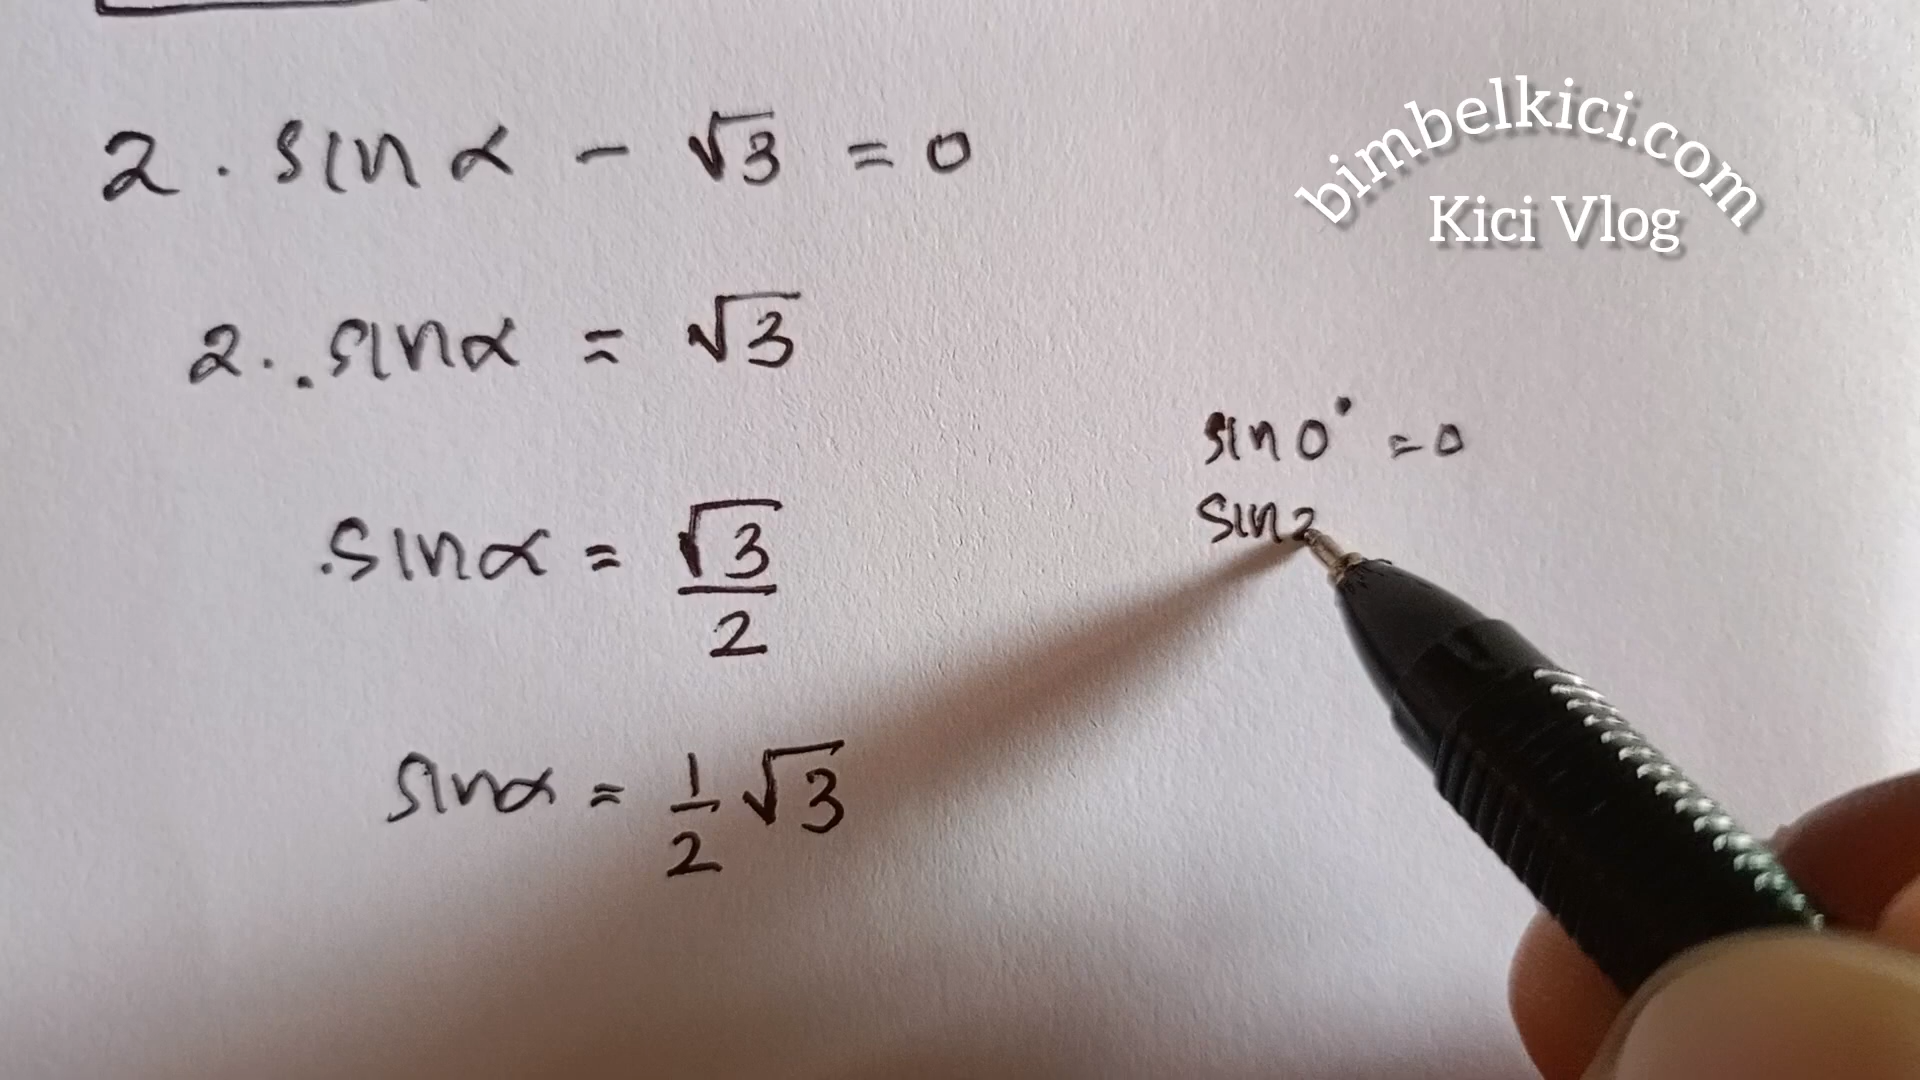 2 . sin α - √3 = 0
2 . . sin α = √3
. sin α = √3/2
sin α = 1/2 √3
sin 0° = 0
sin
bimbelkici.com
Kici Vlog